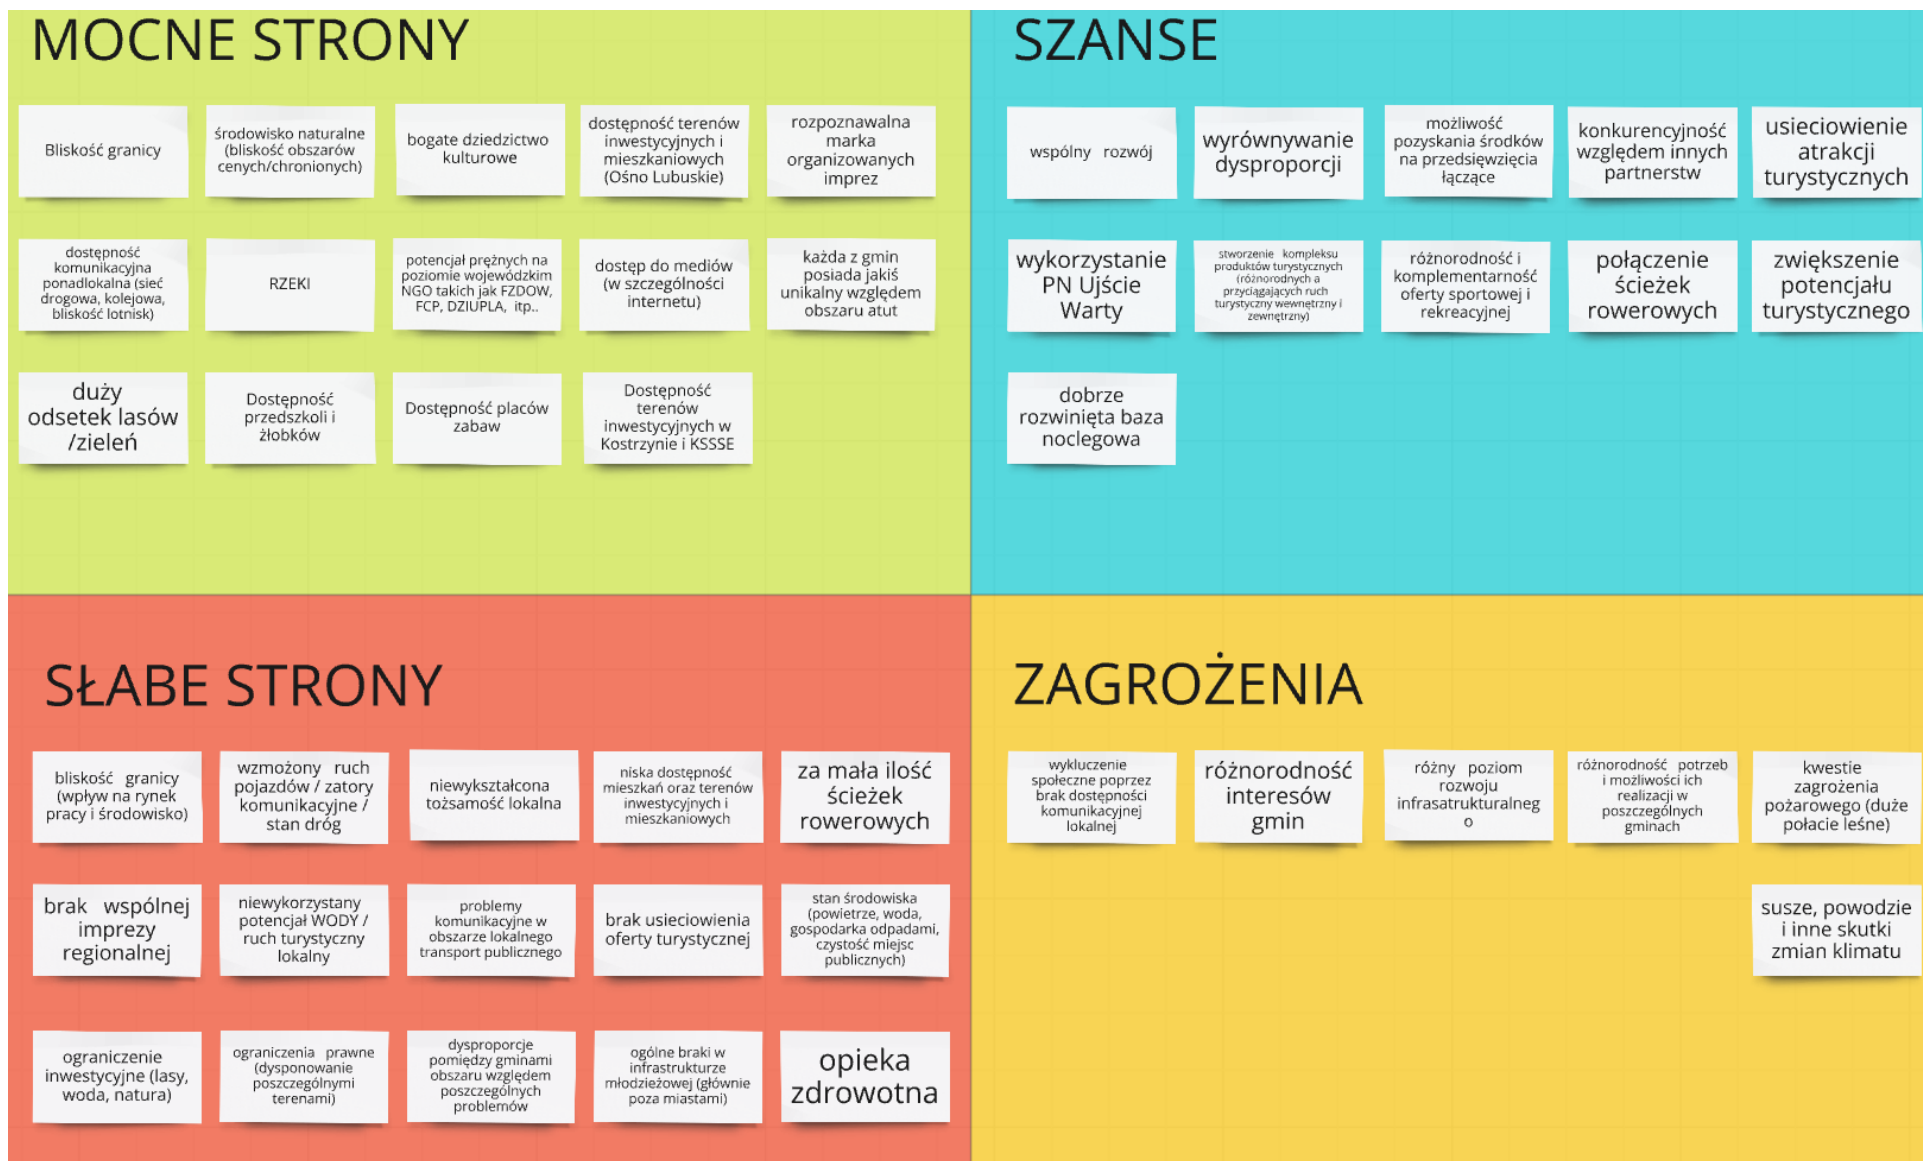 MOCNE STRONY
Bliskość granicy
środowisko naturalne
(bliskość obszarów
cenych/chronionych)
bogate dziedzictwo
kulturowe
dostępność terenów
inwestycyjnych i
mieszkaniowych
(Ośno Lubuskie)
rozpoznawalna
marka
organizowanych
imprez
dostępność
komunikacyjna
ponadlokalna (sieć
drogowa, kolejowa,
bliskość lotnisk)
RZEKI
potencjał prężnych na
poziomie wojewódzkim
NGO takich jak FZDOW,
FCP, DZIUPLA, itp..
dostęp do mediów
(w szczególności
internetu)
każda z gmin
posiada jakiś
unikalny względem
obszaru atut
duży
odsetek lasów
/zieleń
Dostępność
przedszkoli i
żłobków
Dostępność placów
zabaw
Dostępność
terenów
inwestycyjnych w
Kostrzynie i KSSSE
SZANSE
wspólny rozwój
wyrównywanie
dysproporcji
możliwość
pozyskania środków
na przedsięwzięcia
łączące
konkurencyjność
względem innych
partnerstw
usieciowienie
atrakcji
turystycznych
wykorzystanie
PN Ujście
Warty
stworzenie kompleksu
produktów turystycznych
(różnorodnych a
przyciągających ruch
turystyczny wewnętrzny i
zewnętrzny)
różnorodność i
komplementarność
oferty sportowej i
rekreacyjnej
połączenie
ścieżek
rowerowych
zwiększenie
potencjału
turystycznego
dobrze
rozwinięta baza
noclegowa
SŁABE STRONY
bliskość granicy
(wpływ na rynek
pracy i środowisko)
wzmożony ruch
pojazdów / zatory
komunikacyjne /
stan dróg
niewykształcona
tożsamość lokalna
niska dostępność
mieszkań oraz terenów
inwestycyjnych i
mieszkaniowych
za mała ilość
ścieżek
rowerowych
brak wspólnej
imprezy
regionalnej
niewykorzystany
potencjał WODY /
ruch turystyczny
lokalny
problemy
komunikacyjne w
obszarze lokalnego
transport publicznego
brak usieciowienia
oferty turystycznej
stan środowiska
(powietrze, woda,
gospodarka odpadami,
czystość miejsc
publicznych)
ograniczenie
inwestycyjne (lasy,
woda, natura)
ograniczenia prawne
(dysponowanie
poszczególnymi
terenami)
dysproporcje
pomiędzy gminami
obszaru względem
poszczególnych
problemów
ogólne braki w
infrastrukturze
młodzieżowej (głównie
poza miastami)
opieka
zdrowotna
ZAGROŻENIA
wykluczenie
społeczne poprzez
brak dostępności
komunikacyjnej
lokalnej
różnorodność
interesów
gmin
różny poziom
rozwoju
infrasatrukturalneg
o
różnorodność potrzeb
i możliwości ich
realizacji w
poszczególnych
gminach
kwestie
zagrożenia
pożarowego (duże
połacie leśne)
susze, powodzie
i inne skutki
zmian klimatu